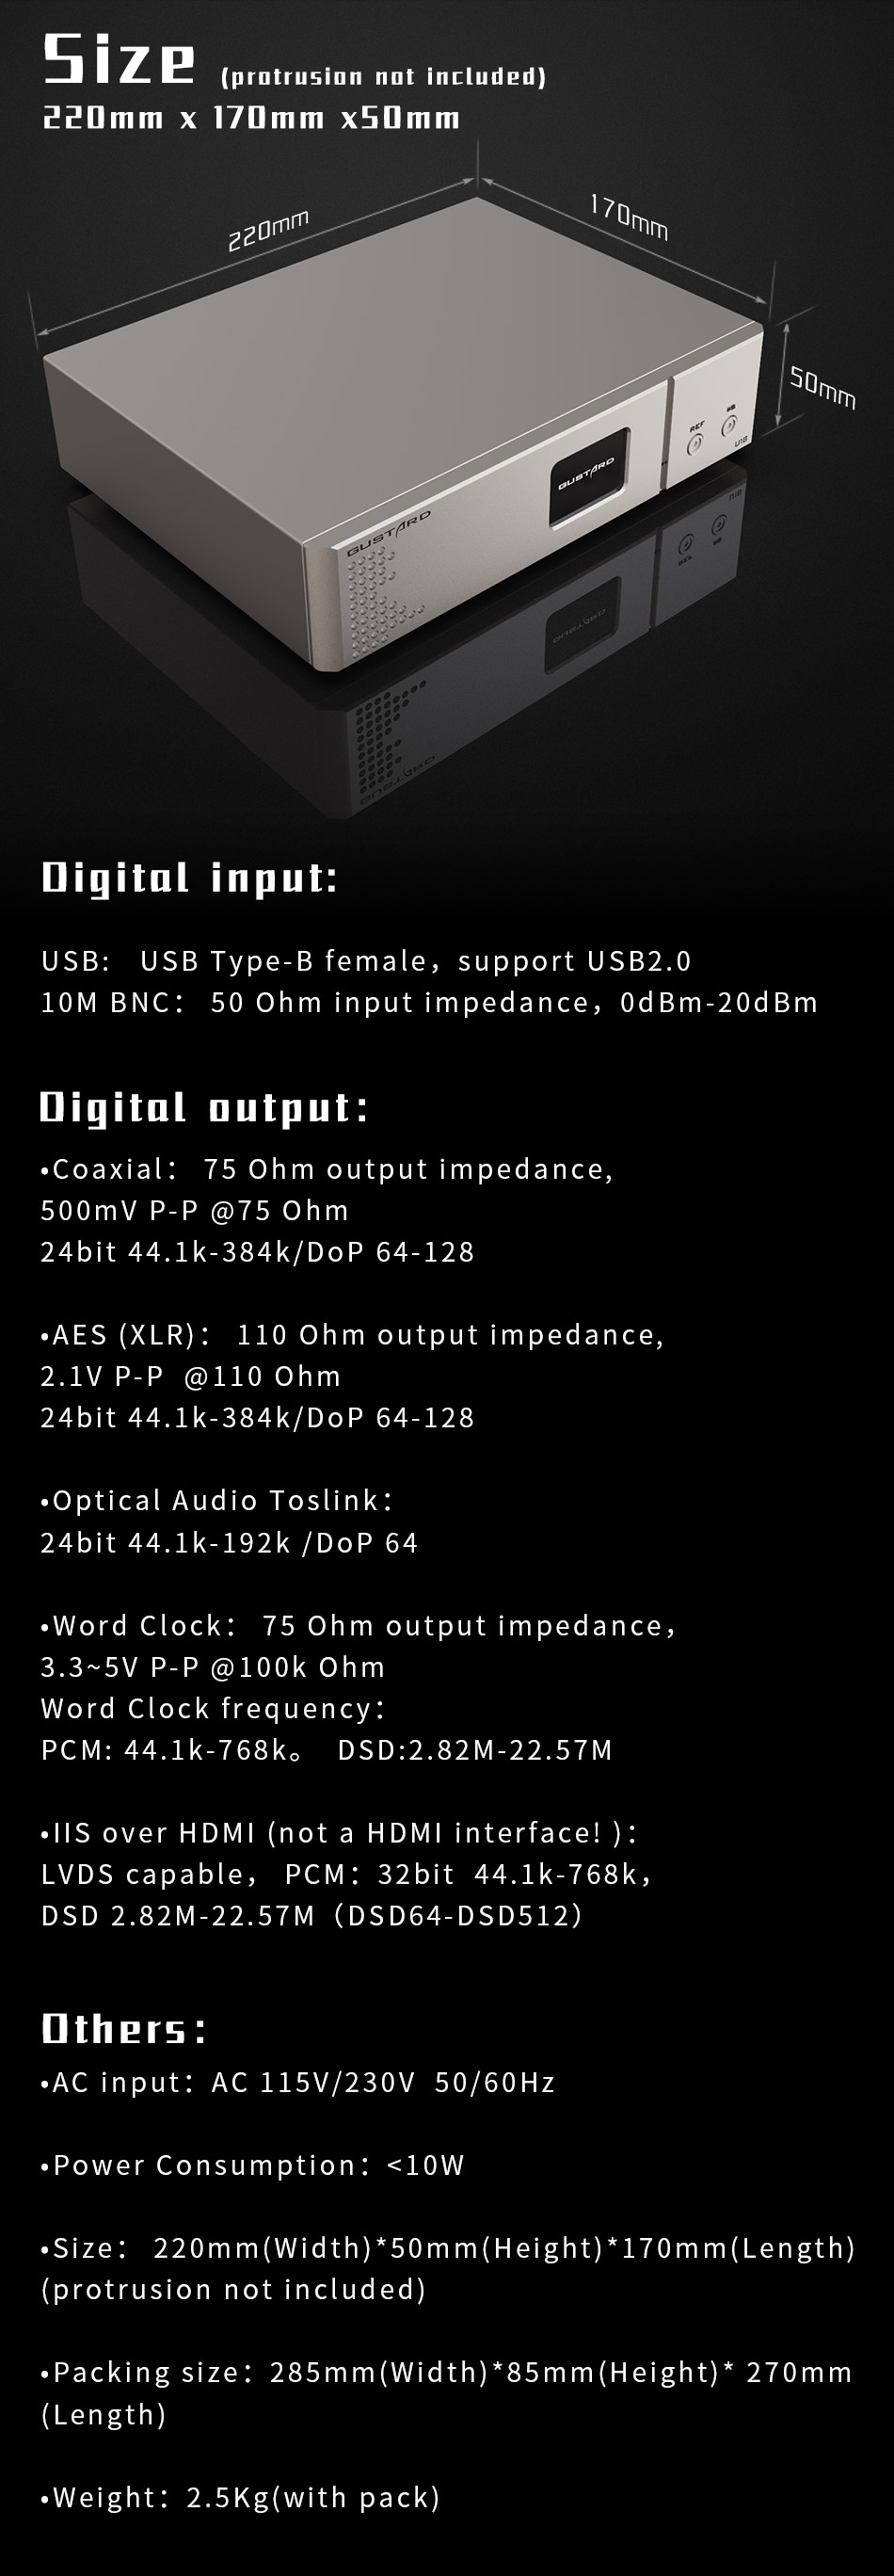 Size (protrusion not included)
220mm x 170mm x50mm
220mm
170mm
50mm
GUSTARD
REF
U18
GUSTARD
Digital input:
USB: USB Type-B female，support USB2.0
10M BNC： 50 Ohm input impedance，0dBm-20dBm
Digital output：
•Coaxial： 75 Ohm output impedance,
500mV P-P @75 Ohm
24bit 44.1k-384k/DoP 64-128
•AES (XLR)： 110 Ohm output impedance,
2.1V P-P @110 Ohm
24bit 44.1k-384k/DoP 64-128
•Optical Audio Toslink：
24bit 44.1k-192k /DoP 64
•Word Clock： 75 Ohm output impedance，
3.3~5V P-P @100k Ohm
Word Clock frequency：
PCM: 44.1k-768k。 DSD:2.82M-22.57M
•IIS over HDMI (not a HDMI interface! )：
LVDS capable， PCM：32bit 44.1k-768k，
DSD 2.82M-22.57M（DSD64-DSD512）
Others：
•AC input：AC 115V/230V 50/60Hz
•Power Consumption：<10W
•Size： 220mm(Width)*50mm(Height)*170mm(Length)
(protrusion not included)
•Packing size：285mm(Width)*85mm(Height)* 270mm
(Length)
•Weight：2.5Kg(with pack)